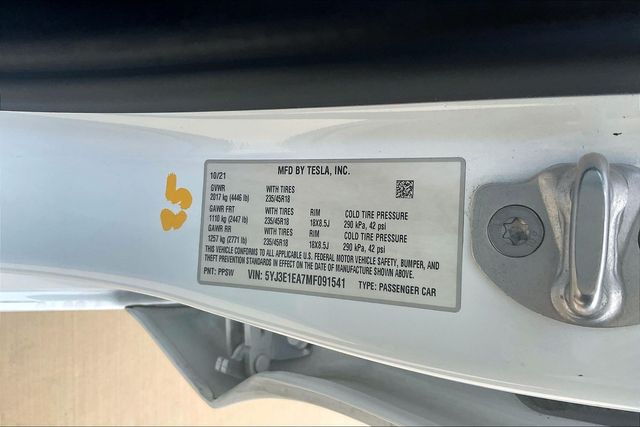 MFD BY TESLA, INC.
10/21
GVWR WITH TIRES
2017 kg (4446 lb) 235/45R18
GAWR FRT WITH TIRES RIM COLD TIRE PRESSURE
1110 kg (2447 lb) 235/45R18 18X8.5J 290 kPa, 42 psi
GAWR RR WITH TIRES RIM COLD TIRE PRESSURE
1257 kg (2771 lb) 235/45R18 18X8.5J 290 kPa, 42 psi
THIS VEHICLE CONFORMS TO ALL APPLICABLE U.S. FEDERAL MOTOR VEHICLE SAFETY, BUMPER, AND
THEFT PREVENTION STANDARDS IN EFFECT ON THE DATE OF MANUFACTURE SHOWN ABOVE.
PNT: PPSW VIN: 5YJ3E1EA7MF091541 TYPE: PASSENGER CAR